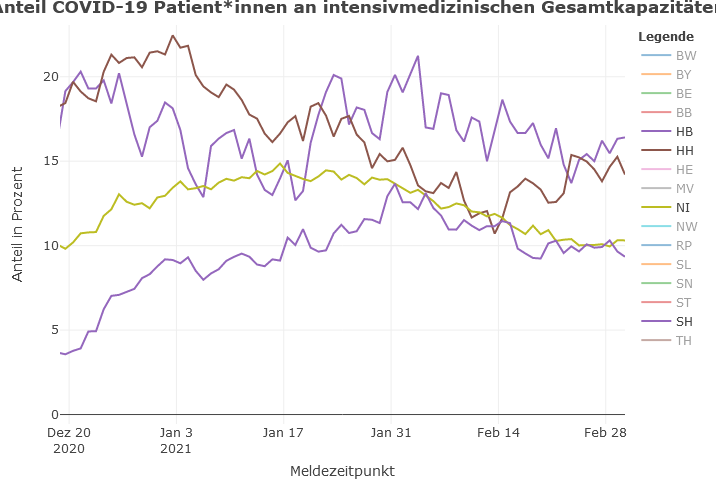 Anteil COVID-19 Patient*innen an intensivmedizinischen Gesamtkapazitäten
Legende
BW
BY
BE
BB
HB
HH
HE
MV
NI
NW
RP
SL
SN
ST
SH
TH
Anteil in Prozent
20
15
10
5
0
Dez 20
2020
Jan 3
2021
Jan 17
Jan 31
Feb 14
Feb 28
Meldezeitpunkt